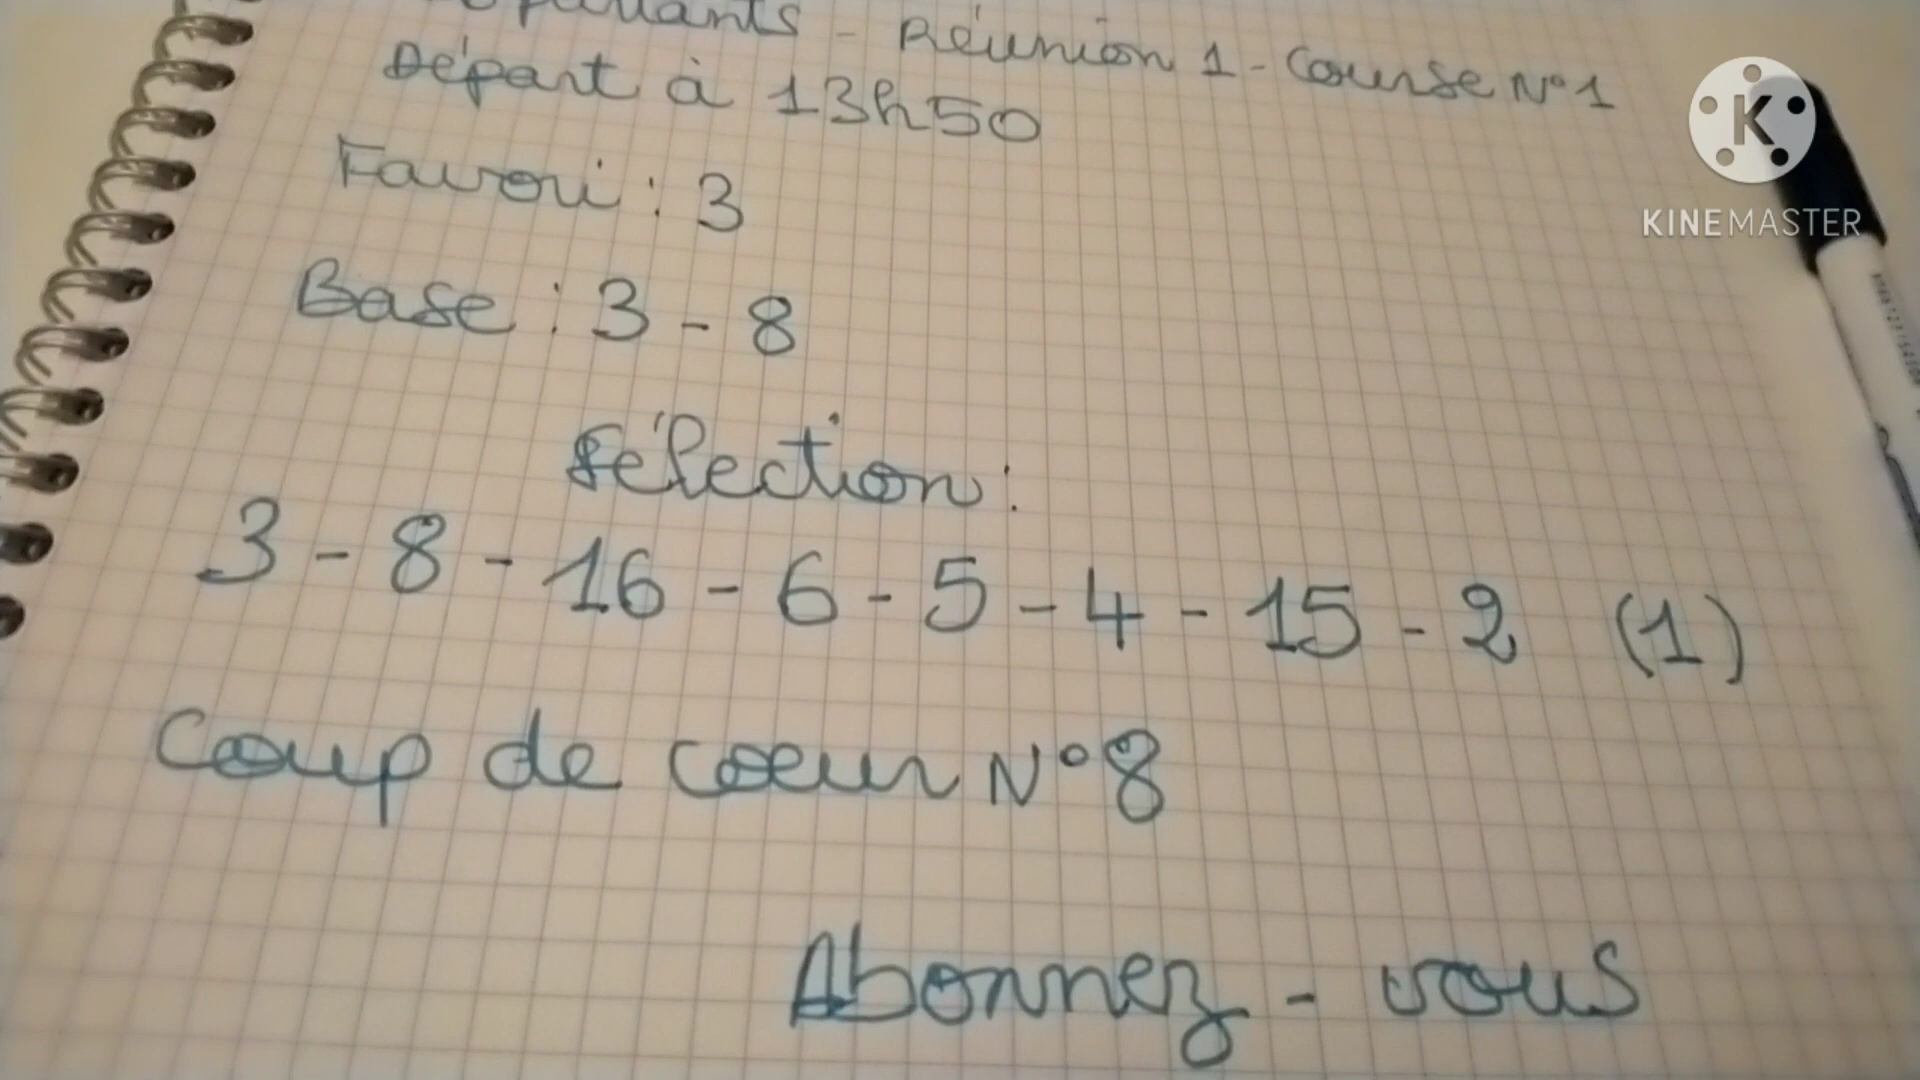 Partants - Réunion 1 - Course N°1
Départ à 13h50
Favori : 3
Base : 3 - 8
Sélection :
3 - 8 - 16 - 6 - 5 - 4 - 15 - 2 (1)
Coup de coeur N°8
Abonnez - vous
KINEMASTER